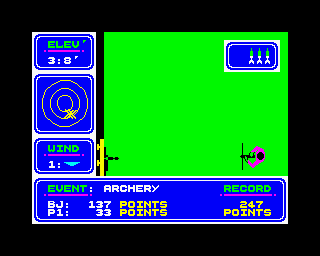 ELEV'
3:8'
WIND
1:
EVENT: ARCHERY RECORD
BJ: 137 POINTS 247
P1: 33 POINTS POINTS